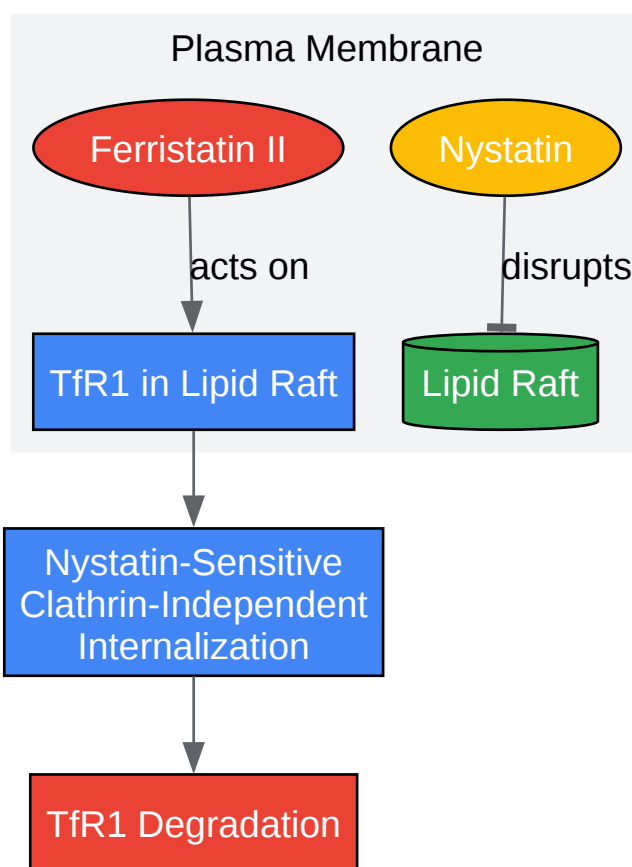 Plasma Membrane
Ferristatin II
Nystatin
acts on
disrupts
TfR1 in Lipid Raft
Lipid Raft
Nystatin-Sensitive
Clathrin-Independent
Internalization
TfR1 Degradation